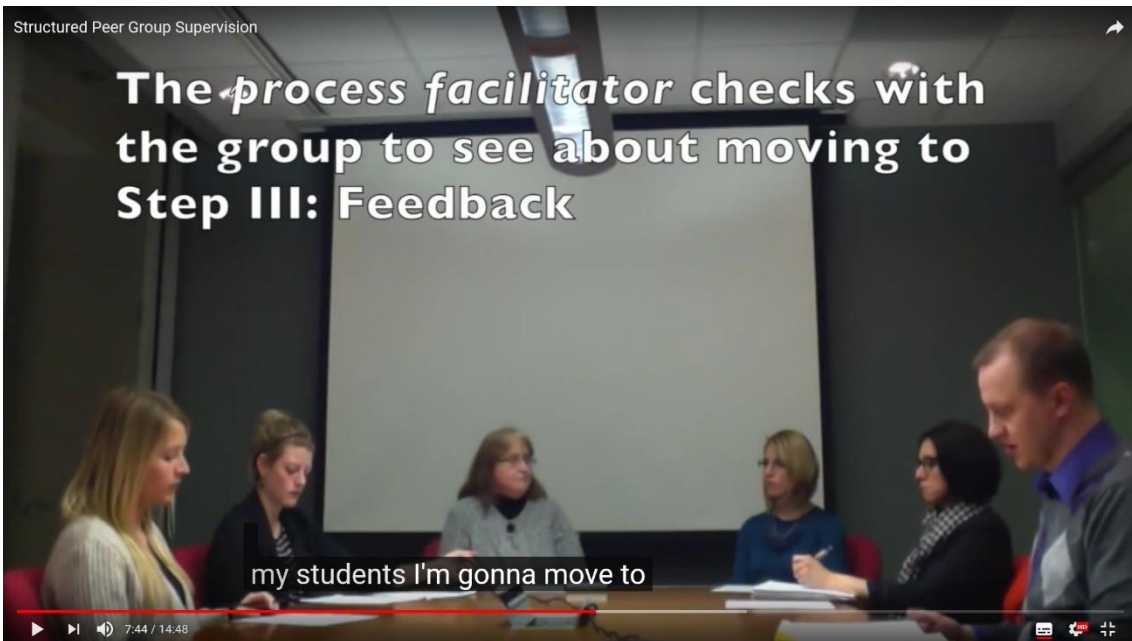 Structured Peer Group Supervision
The process facilitator checks with
the group to see about moving to
Step III: Feedback
my students I'm gonna move to
7:44 / 14:48
HD